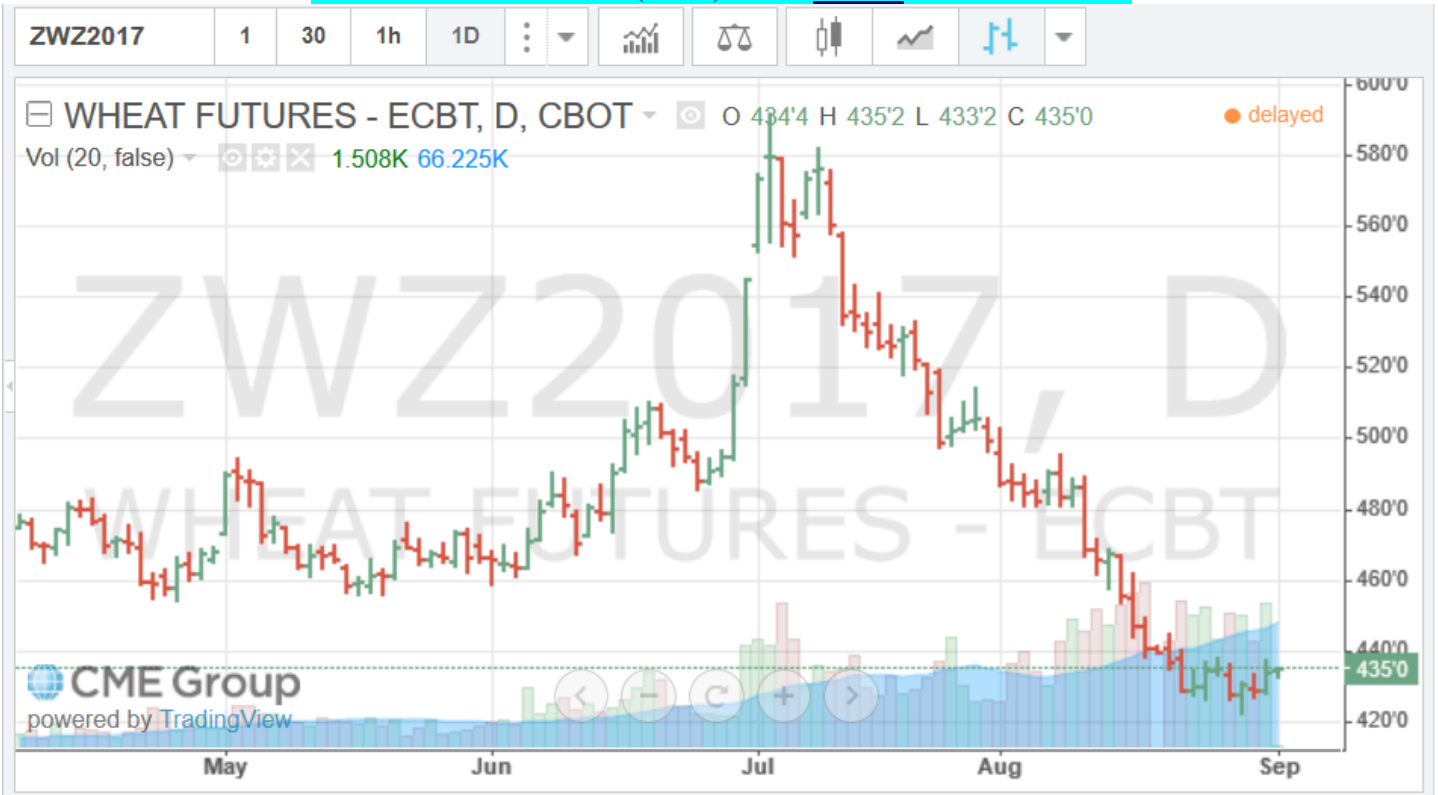 ZWZ2017 1 30 1h 1D
WHEAT FUTURES - ECBT, D, CBOT O 434'4 H 435'2 L 433'2 C 435'0 delayed
Vol (20, false) 1.508K 66.225K
600'0
580'0
560'0
540'0
520'0
500'0
480'0
460'0
440'0
435'0
420'0
ZWZ2017, D
WHEAT FUTURES - ECBT
CME Group
powered by TradingView
May Jun Jul Aug Sep